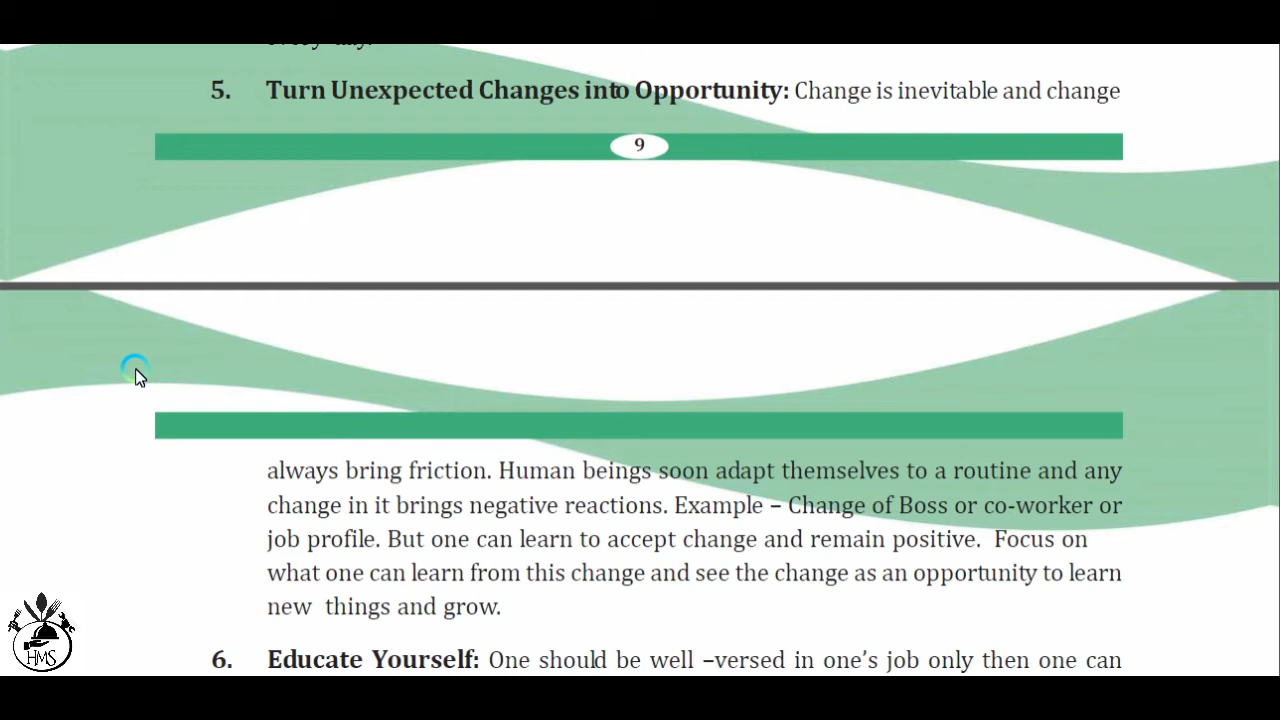 5. Turn Unexpected Changes into Opportunity: Change is inevitable and change
9
always bring friction. Human beings soon adapt themselves to a routine and any
change in it brings negative reactions. Example – Change of Boss or co-worker or
job profile. But one can learn to accept change and remain positive. Focus on
what one can learn from this change and see the change as an opportunity to learn
new things and grow.
6. Educate Yourself: One should be well –versed in one's job only then one can
HMS